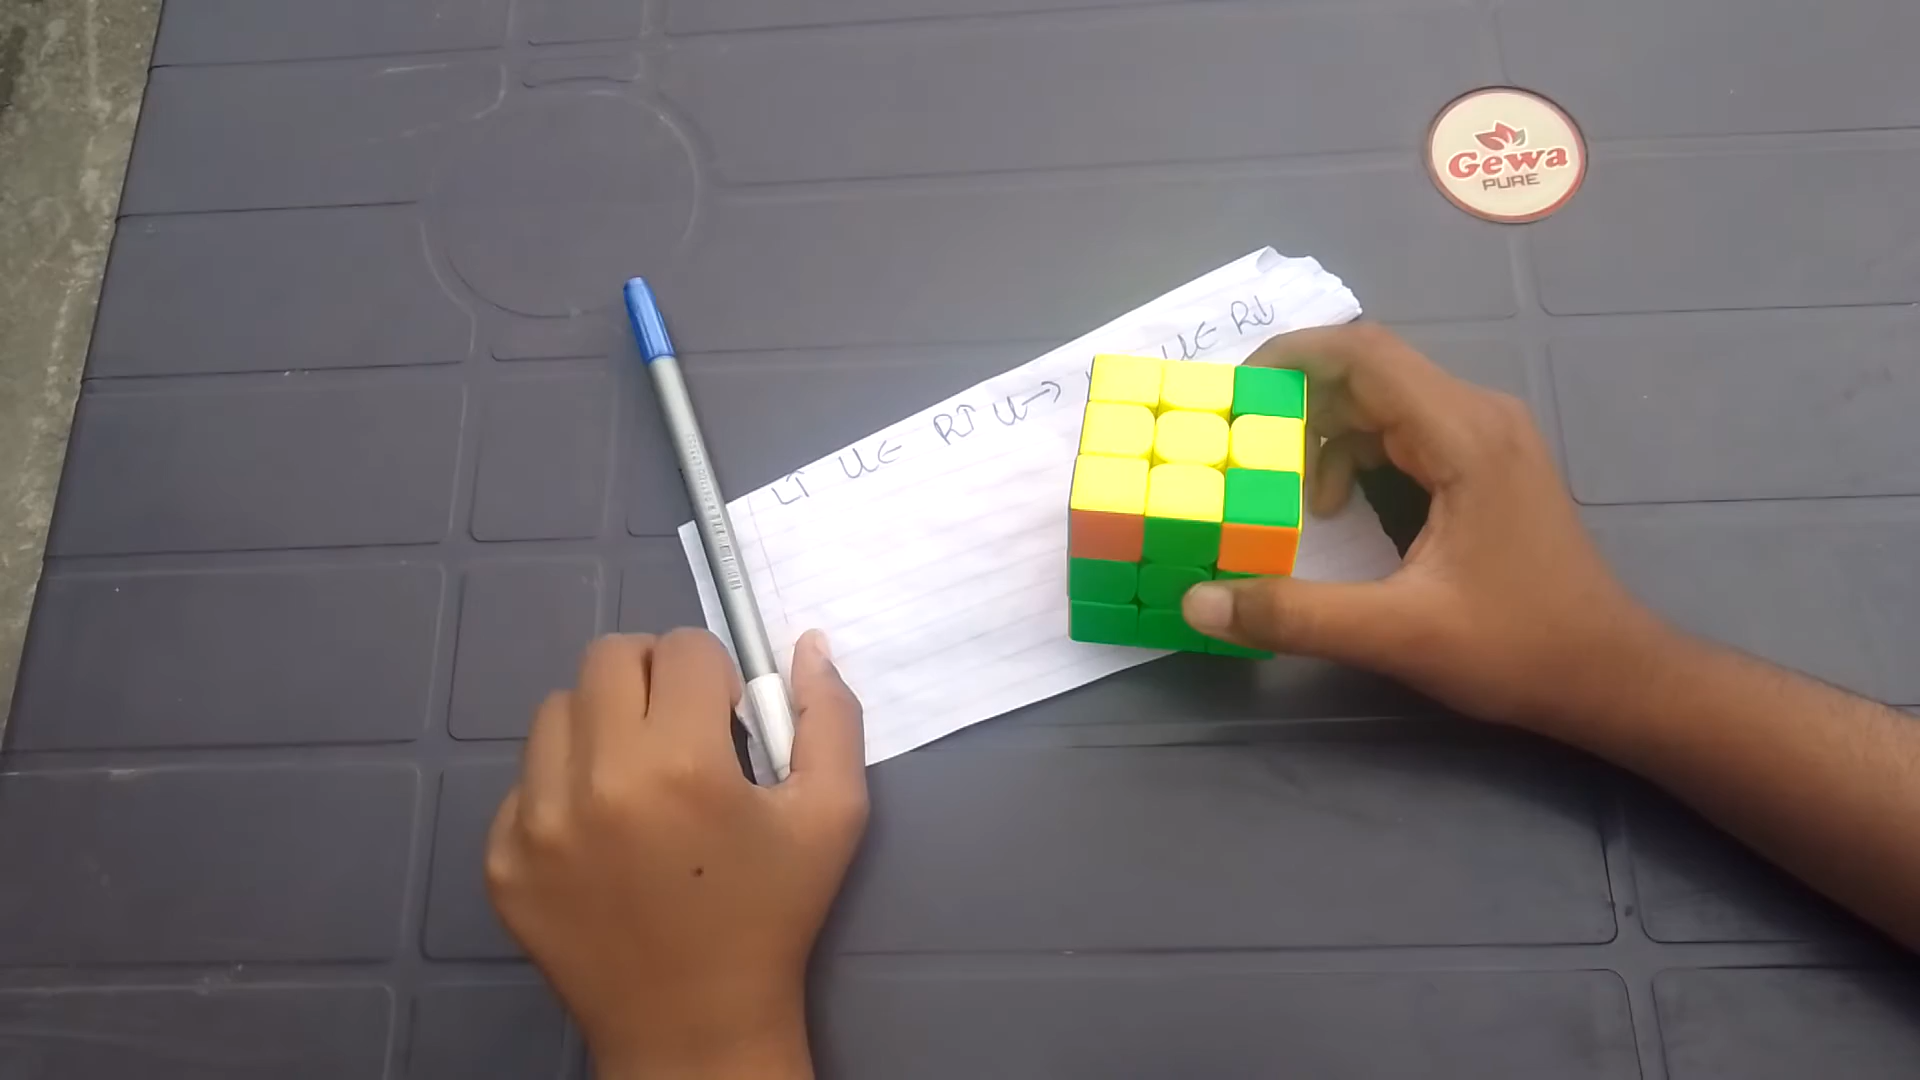 Gewa
PURE
L↑ U← R↑ U→ U← R↓